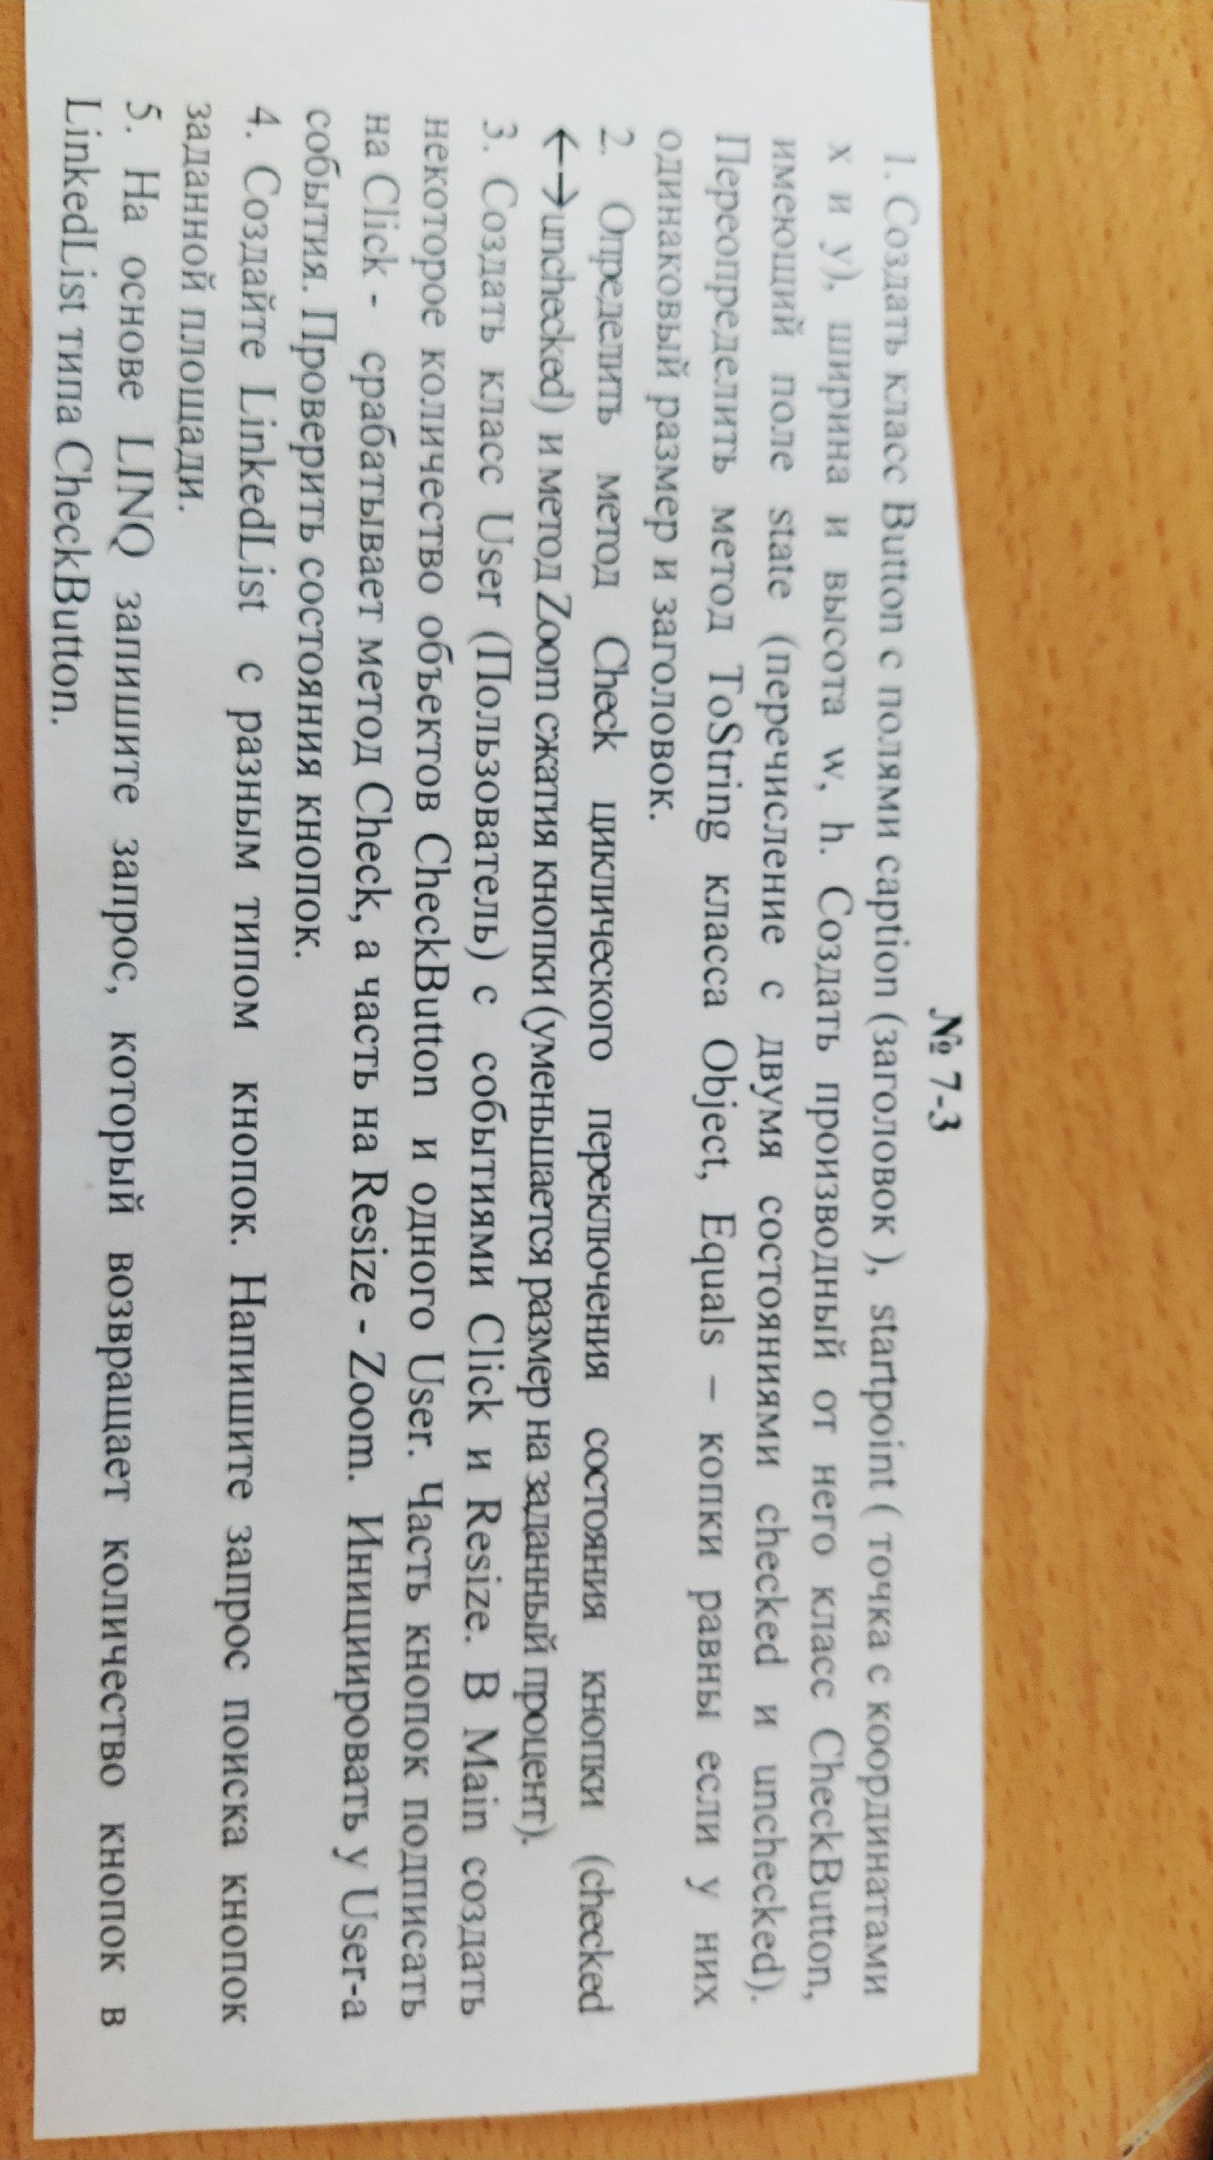 № 7-3
1. Создать класс Button с полями caption (заголовок ), startpoint ( точка с координатами
x и y), ширина и высота w, h. Создать производный от него класс CheckButton,
имеющий поле state (перечисление с двумя состояниями checked и unchecked).
Переопределить метод ToString класса Object, Equals – копки равны если у них
одинаковый размер и заголовок.
2. Определить метод Check циклического переключения состояния кнопки (checked
←→unchecked) и метод Zoom сжатия кнопки (уменьшается размер на заданный процент).
3. Создать класс User (Пользователь) с событиями Click и Resize. В Main создать
некоторое количество объектов CheckButton и одного User. Часть кнопок подписать
на Click - срабатывает метод Check, а часть на Resize - Zoom. Инициировать у User-а
события. Проверить состояния кнопок.
4. Создайте LinkedList с разным типом кнопок. Напишите запрос поиска кнопок
заданной площади.
5. На основе LINQ запишите запрос, который возвращает количество кнопок в
LinkedList типа CheckButton.